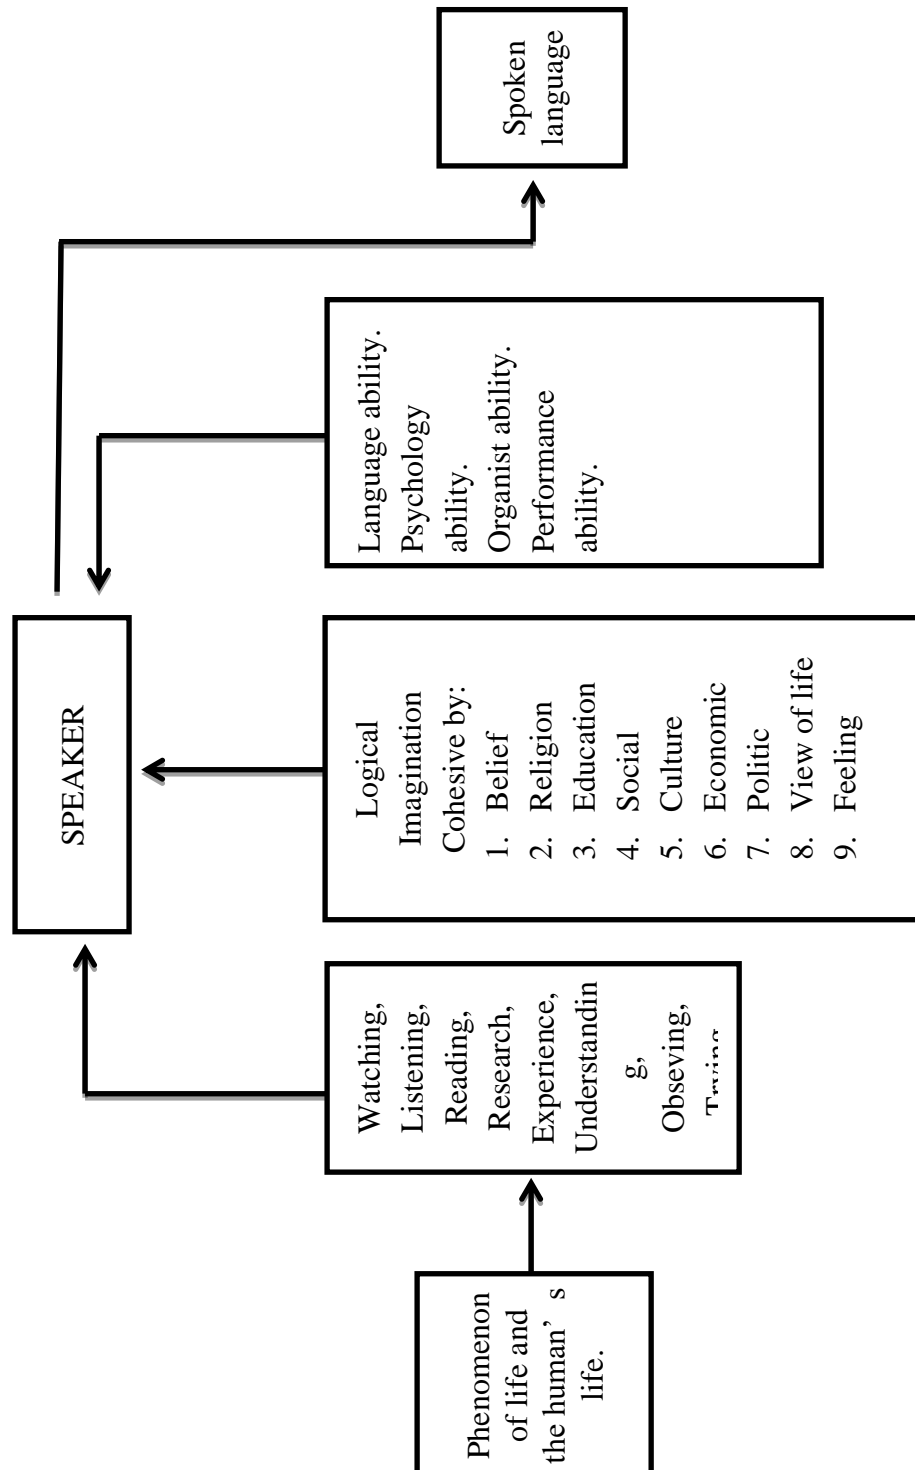 SPEAKER
Phenomenon
of life and
the human’ s
life.
Watching,
Listening,
Reading,
Research,
Experience,
Understandin
g,
Obseving,
Trying
Logical
Imagination
Cohesive by:
1. Belief
2. Religion
3. Education
4. Social
5. Culture
6. Economic
7. Politic
8. View of life
9. Feeling
Language ability.
Psychology
ability.
Organist ability.
Performance
ability.
Spoken
language